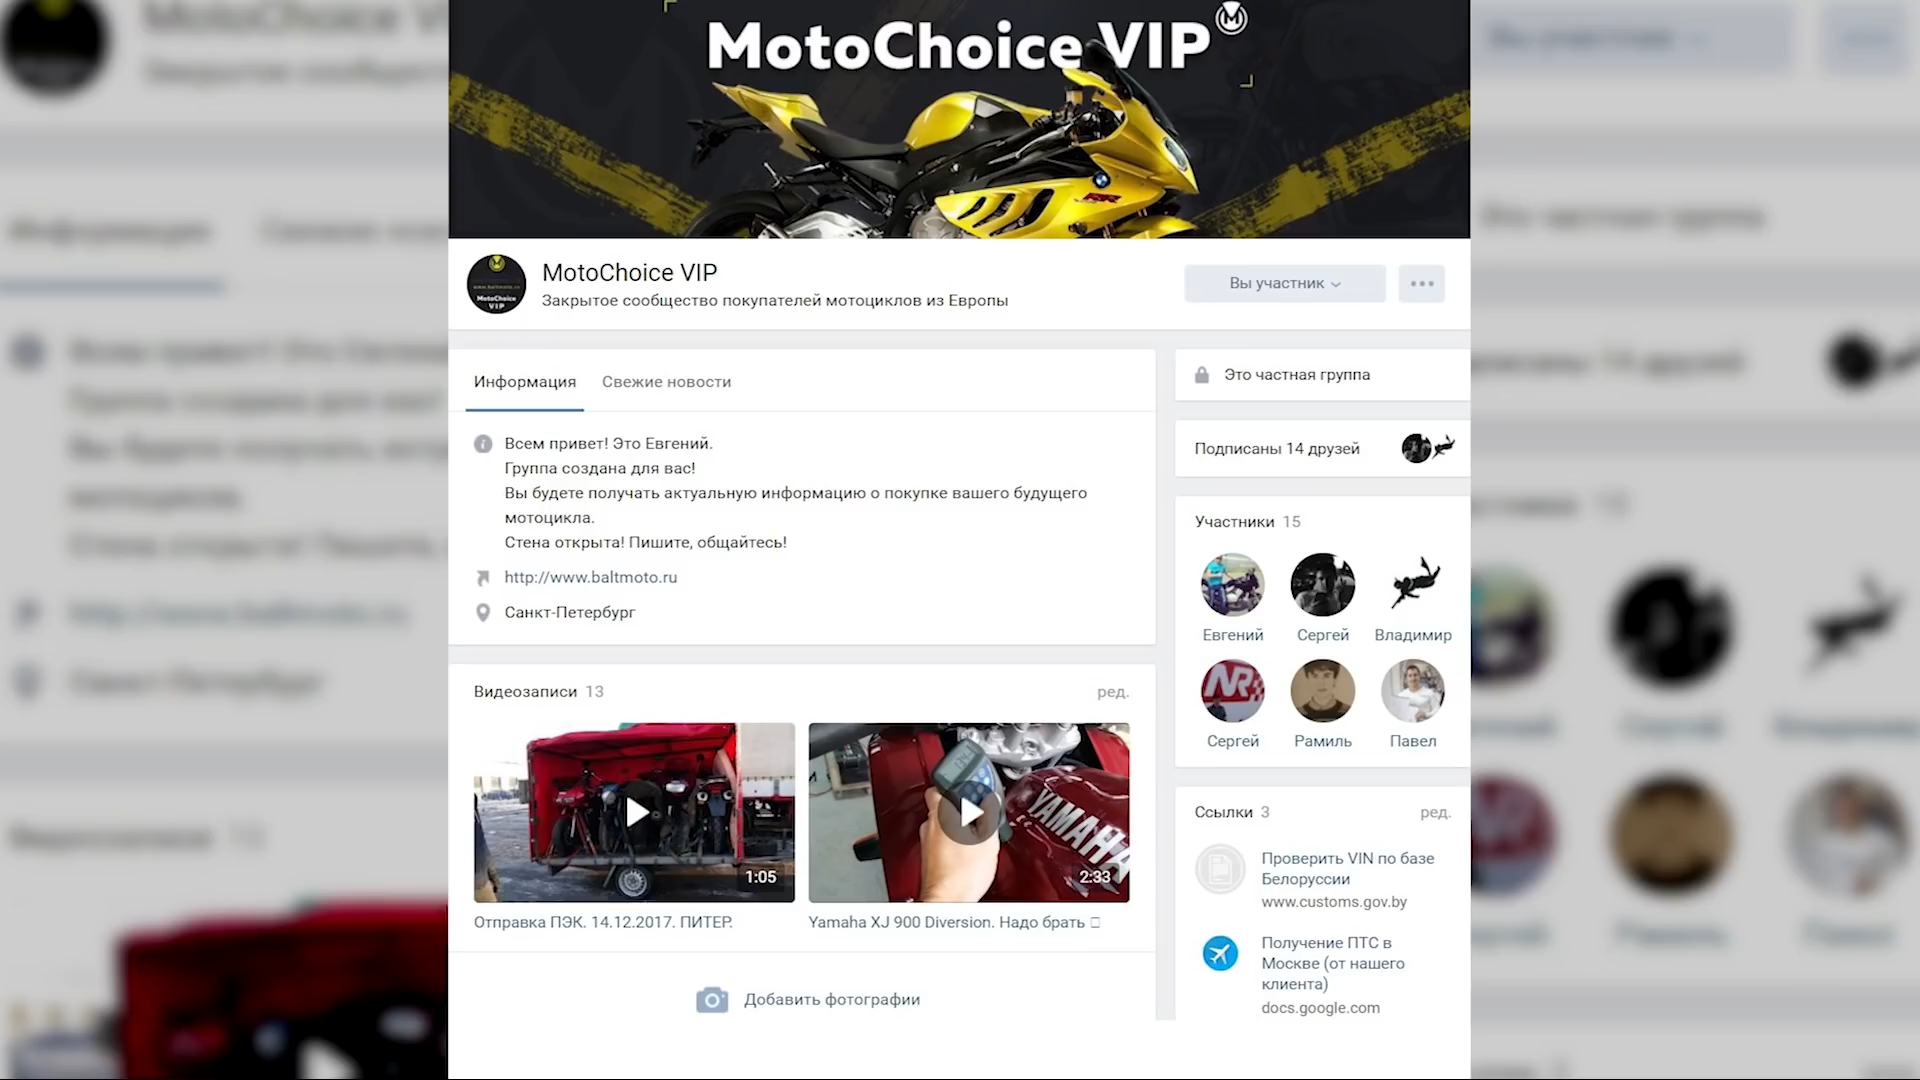 MotoChoice VIP
MotoChoice VIP
Закрытое сообщество покупателей мотоциклов из Европы
Вы участник
Информация
Свежие новости
Всем привет! Это Евгений.
Группа создана для вас!
Вы будете получать актуальную информацию о покупке вашего будущего
мотоцикла.
Стена открыта! Пишите, общайтесь!
http://www.baltmoto.ru
Санкт-Петербург
Видеозаписи 13
ред.
YAMAHA
1:05
2:33
Отправка ПЭК. 14.12.2017. ПИТЕР.
Yamaha XJ 900 Diversion. Надо брать
Добавить фотографии
Это частная группа
Подписаны 14 друзей
Участники 15
Евгений
Сергей
Владимир
NR
Сергей
Рамиль
Павел
Ссылки 3
ред.
Проверить VIN по базе
Белоруссии
www.customs.gov.by
Получение ПТС в
Москве (от нашего
клиента)
docs.google.com